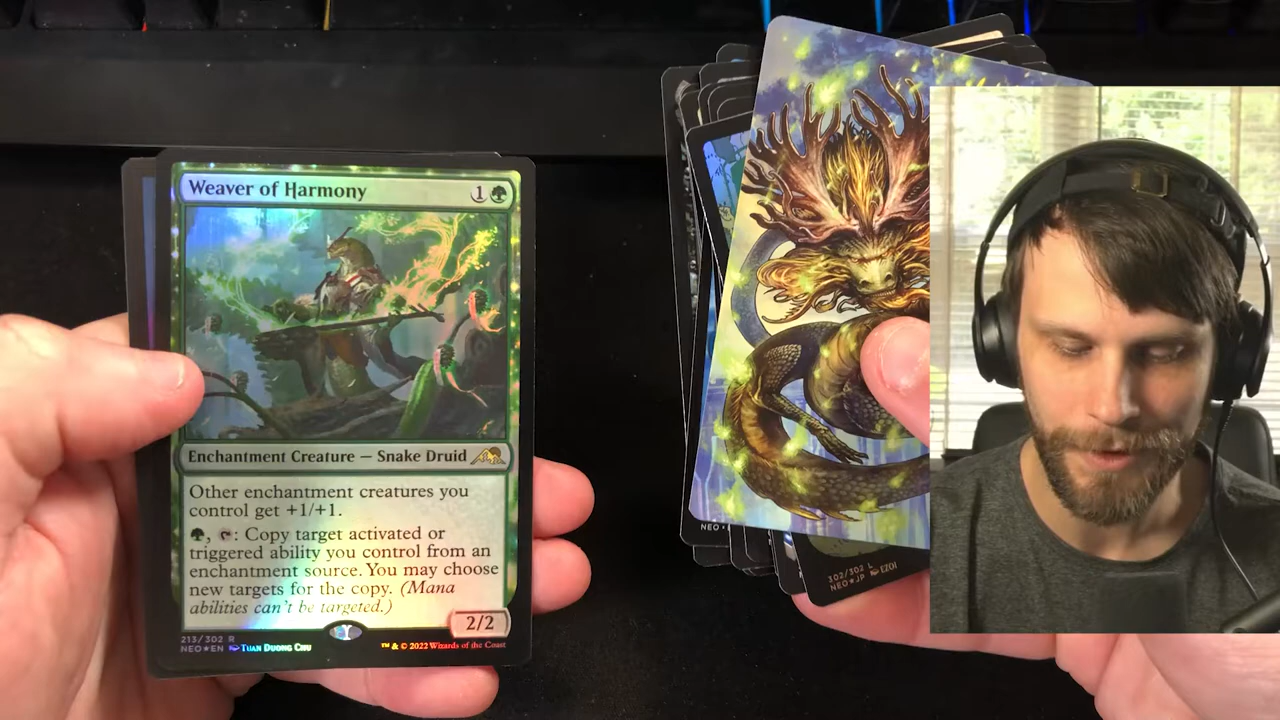 Weaver of Harmony 1
Enchantment Creature — Snake Druid
Other enchantment creatures you
control get +1/+1.
, : Copy target activated or
triggered ability you control from an
enchantment source. You may choose
new targets for the copy. (Mana
abilities can't be targeted.)
2/2
213/302 R
NEO★EN Tuan Duong Chu
™ & © 2022 Wizards of the Coast
NEO
302/302 L
NEO★JP